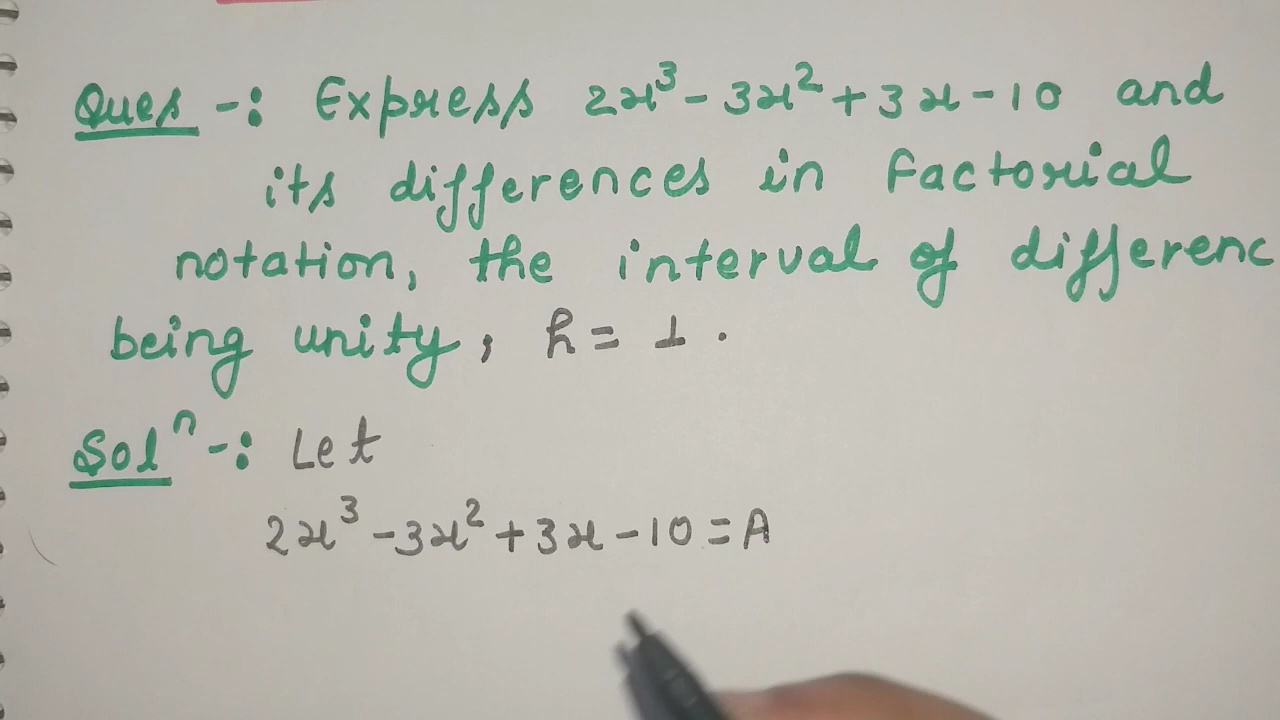 Ques -: Express 2x³ - 3x² + 3x - 10 and
its differences in factorial
notation, the interval of differenc
being unity, h = 1.
Solⁿ -: Let
2x³ - 3x² + 3x - 10 = A